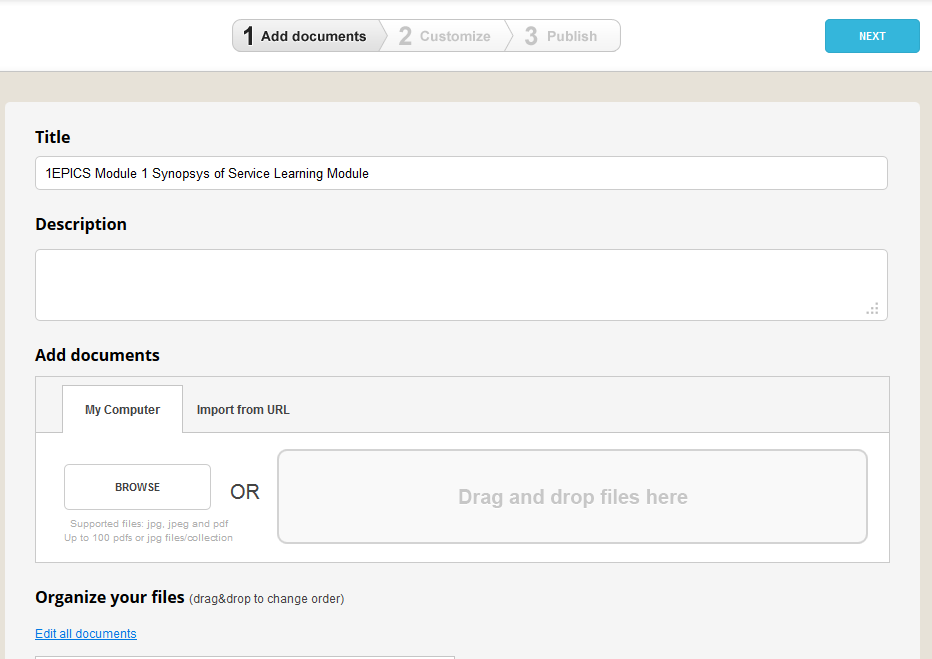 1 Add documents 2 Customize 3 Publish
NEXT
Title
1EPICS Module 1 Synopsys of Service Learning Module
Description
Add documents
My Computer Import from URL
BROWSE OR Drag and drop files here
Supported files: jpg, jpeg and pdf
Up to 100 pdfs or jpg files/collection
Organize your files (drag&drop to change order)
Edit all documents